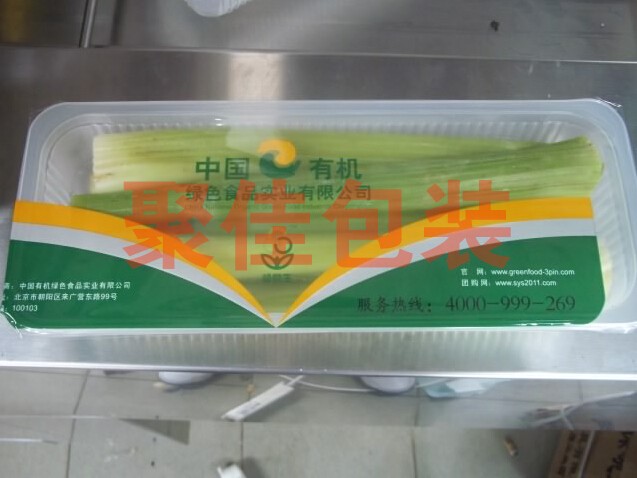 中国 有机
绿色食品实业有限公司
聚佳包装
商：中国有机绿色食品实业有限公司
：北京市朝阳区来广营东路99号
：100103
官 网：www.greenfood-3pin.com
团购网：www.sys2011.com
服务热线：4000-999-269